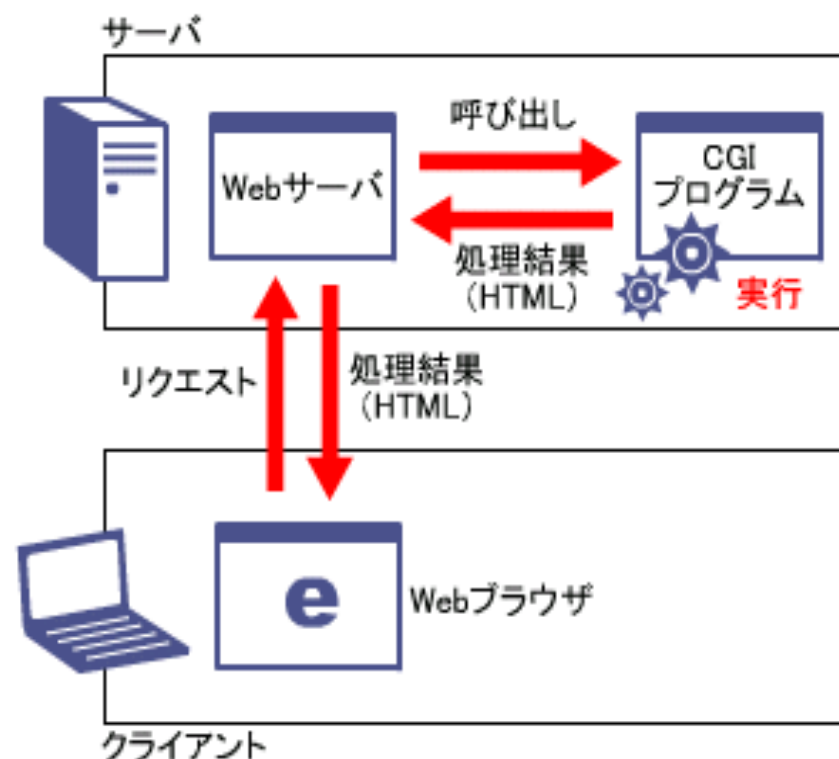 サーバ
呼び出し
Webサーバ
CGI
プログラム
処理結果
(HTML)
実行
リクエスト
処理結果
(HTML)
e
Webブラウザ
クライアント